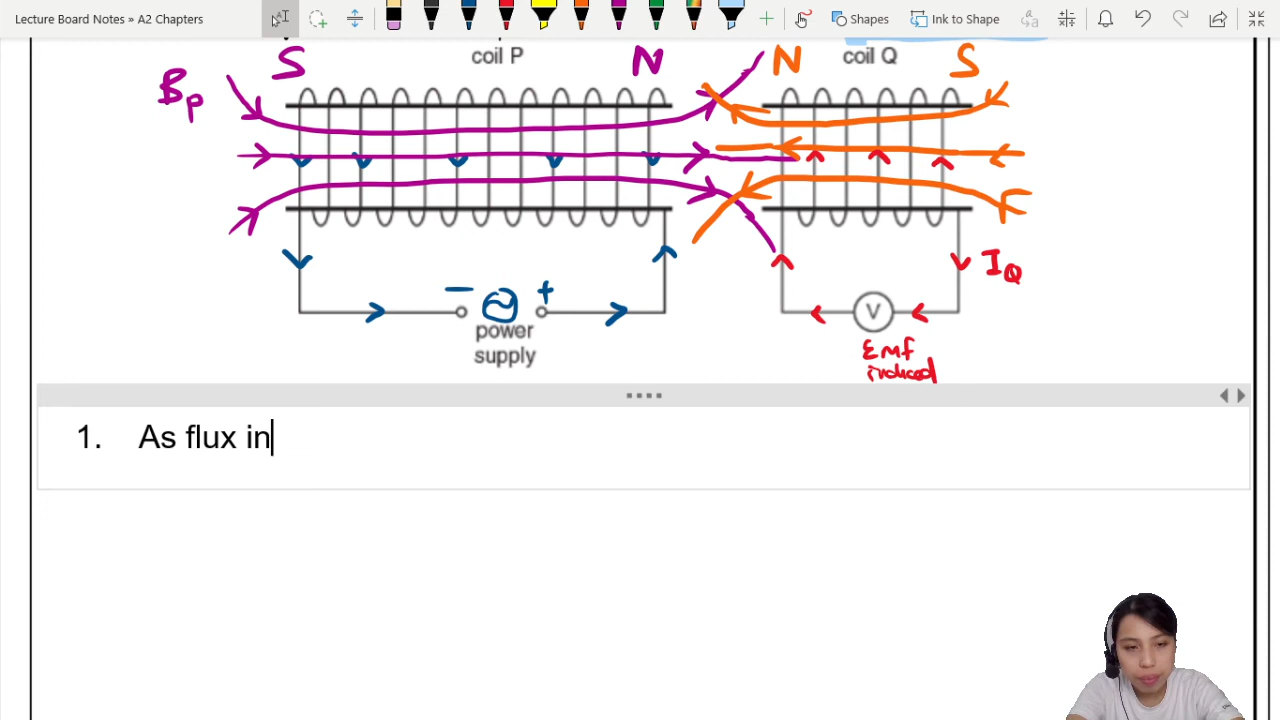 Lecture Board Notes » A2 Chapters
Shapes
Ink to Shape
S
coil P
N
N
coil Q
S
Bp
IQ
− +
V
power
supply
Emf
induced
1. As flux in